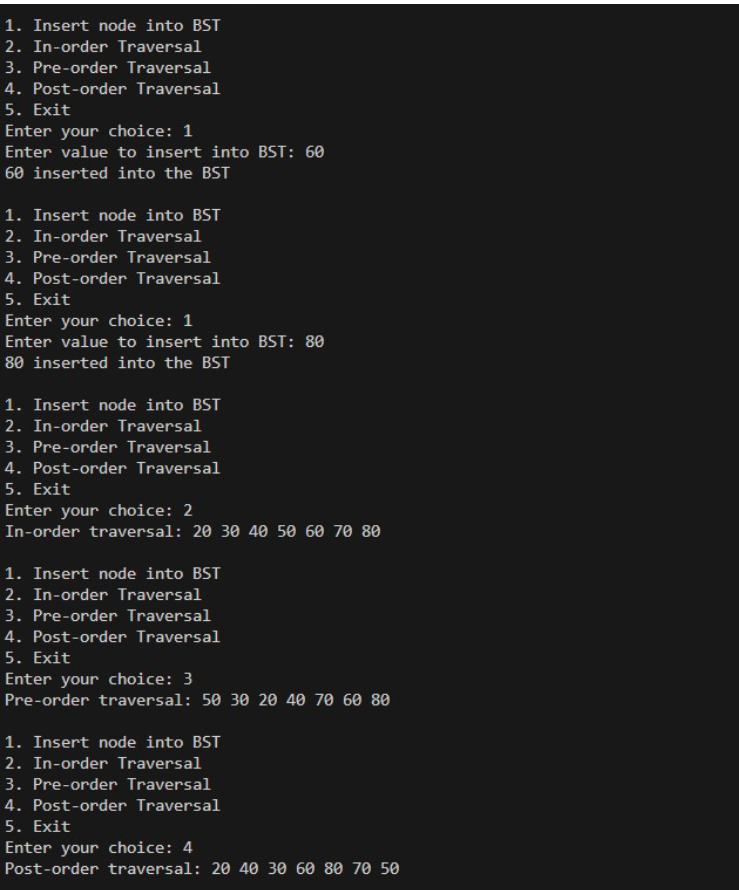 1. Insert node into BST
2. In-order Traversal
3. Pre-order Traversal
4. Post-order Traversal
5. Exit
Enter your choice: 1
Enter value to insert into BST: 60
60 inserted into the BST
1. Insert node into BST
2. In-order Traversal
3. Pre-order Traversal
4. Post-order Traversal
5. Exit
Enter your choice: 1
Enter value to insert into BST: 80
80 inserted into the BST
1. Insert node into BST
2. In-order Traversal
3. Pre-order Traversal
4. Post-order Traversal
5. Exit
Enter your choice: 2
In-order traversal: 20 30 40 50 60 70 80
1. Insert node into BST
2. In-order Traversal
3. Pre-order Traversal
4. Post-order Traversal
5. Exit
Enter your choice: 3
Pre-order traversal: 50 30 20 40 70 60 80
1. Insert node into BST
2. In-order Traversal
3. Pre-order Traversal
4. Post-order Traversal
5. Exit
Enter your choice: 4
Post-order traversal: 20 40 30 60 80 70 50